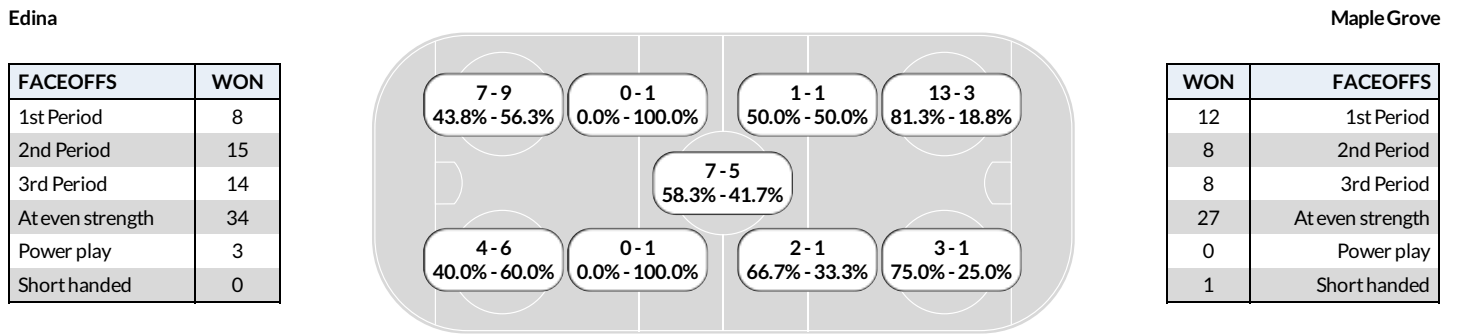 Edina
Maple Grove
FACEOFFS WON
1st Period 8
2nd Period 15
3rd Period 14
At even strength 34
Power play 3
Short handed 0
7 - 9
43.8% - 56.3%
0 - 1
0.0% - 100.0%
1 - 1
50.0% - 50.0%
13 - 3
81.3% - 18.8%
7 - 5
58.3% - 41.7%
4 - 6
40.0% - 60.0%
0 - 1
0.0% - 100.0%
2 - 1
66.7% - 33.3%
3 - 1
75.0% - 25.0%
WON FACEOFFS
12 1st Period
8 2nd Period
8 3rd Period
27 At even strength
0 Power play
1 Short handed